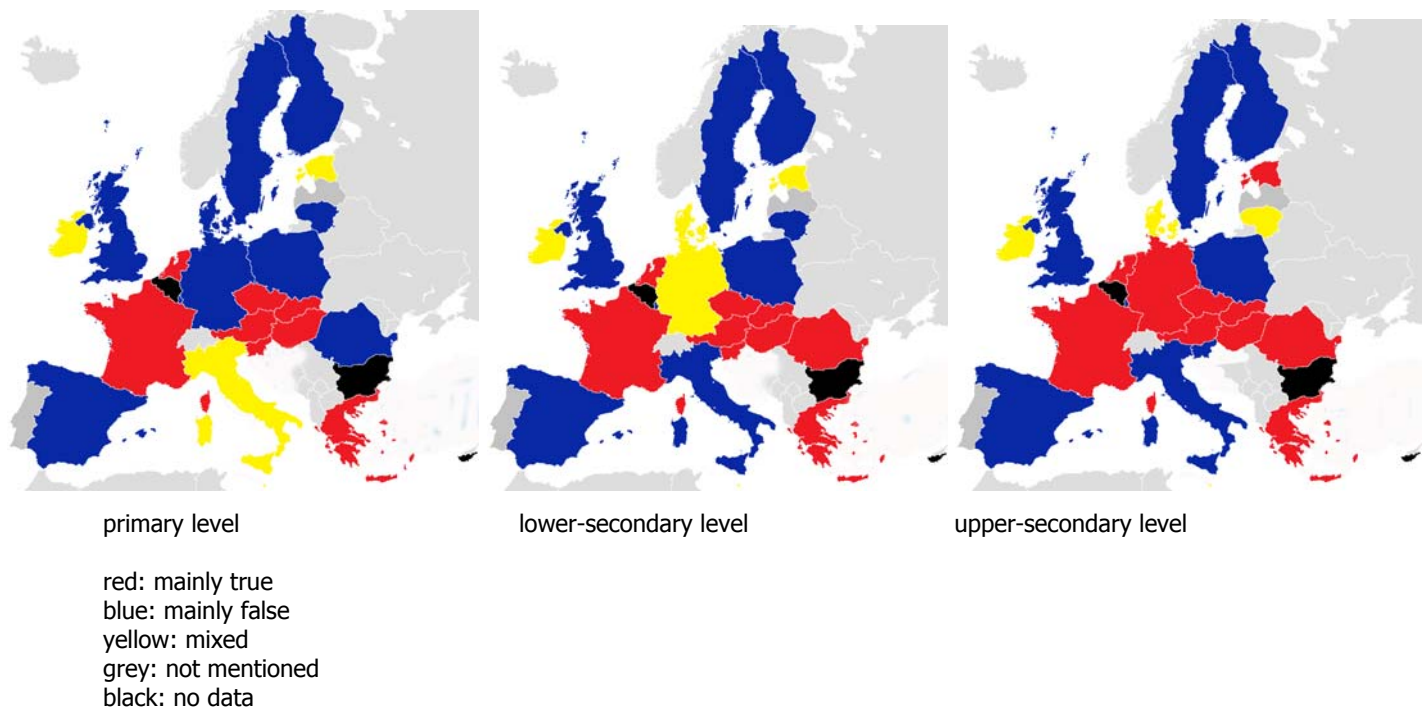 primary level
lower-secondary level
upper-secondary level
red: mainly true
blue: mainly false
yellow: mixed
grey: not mentioned
black: no data